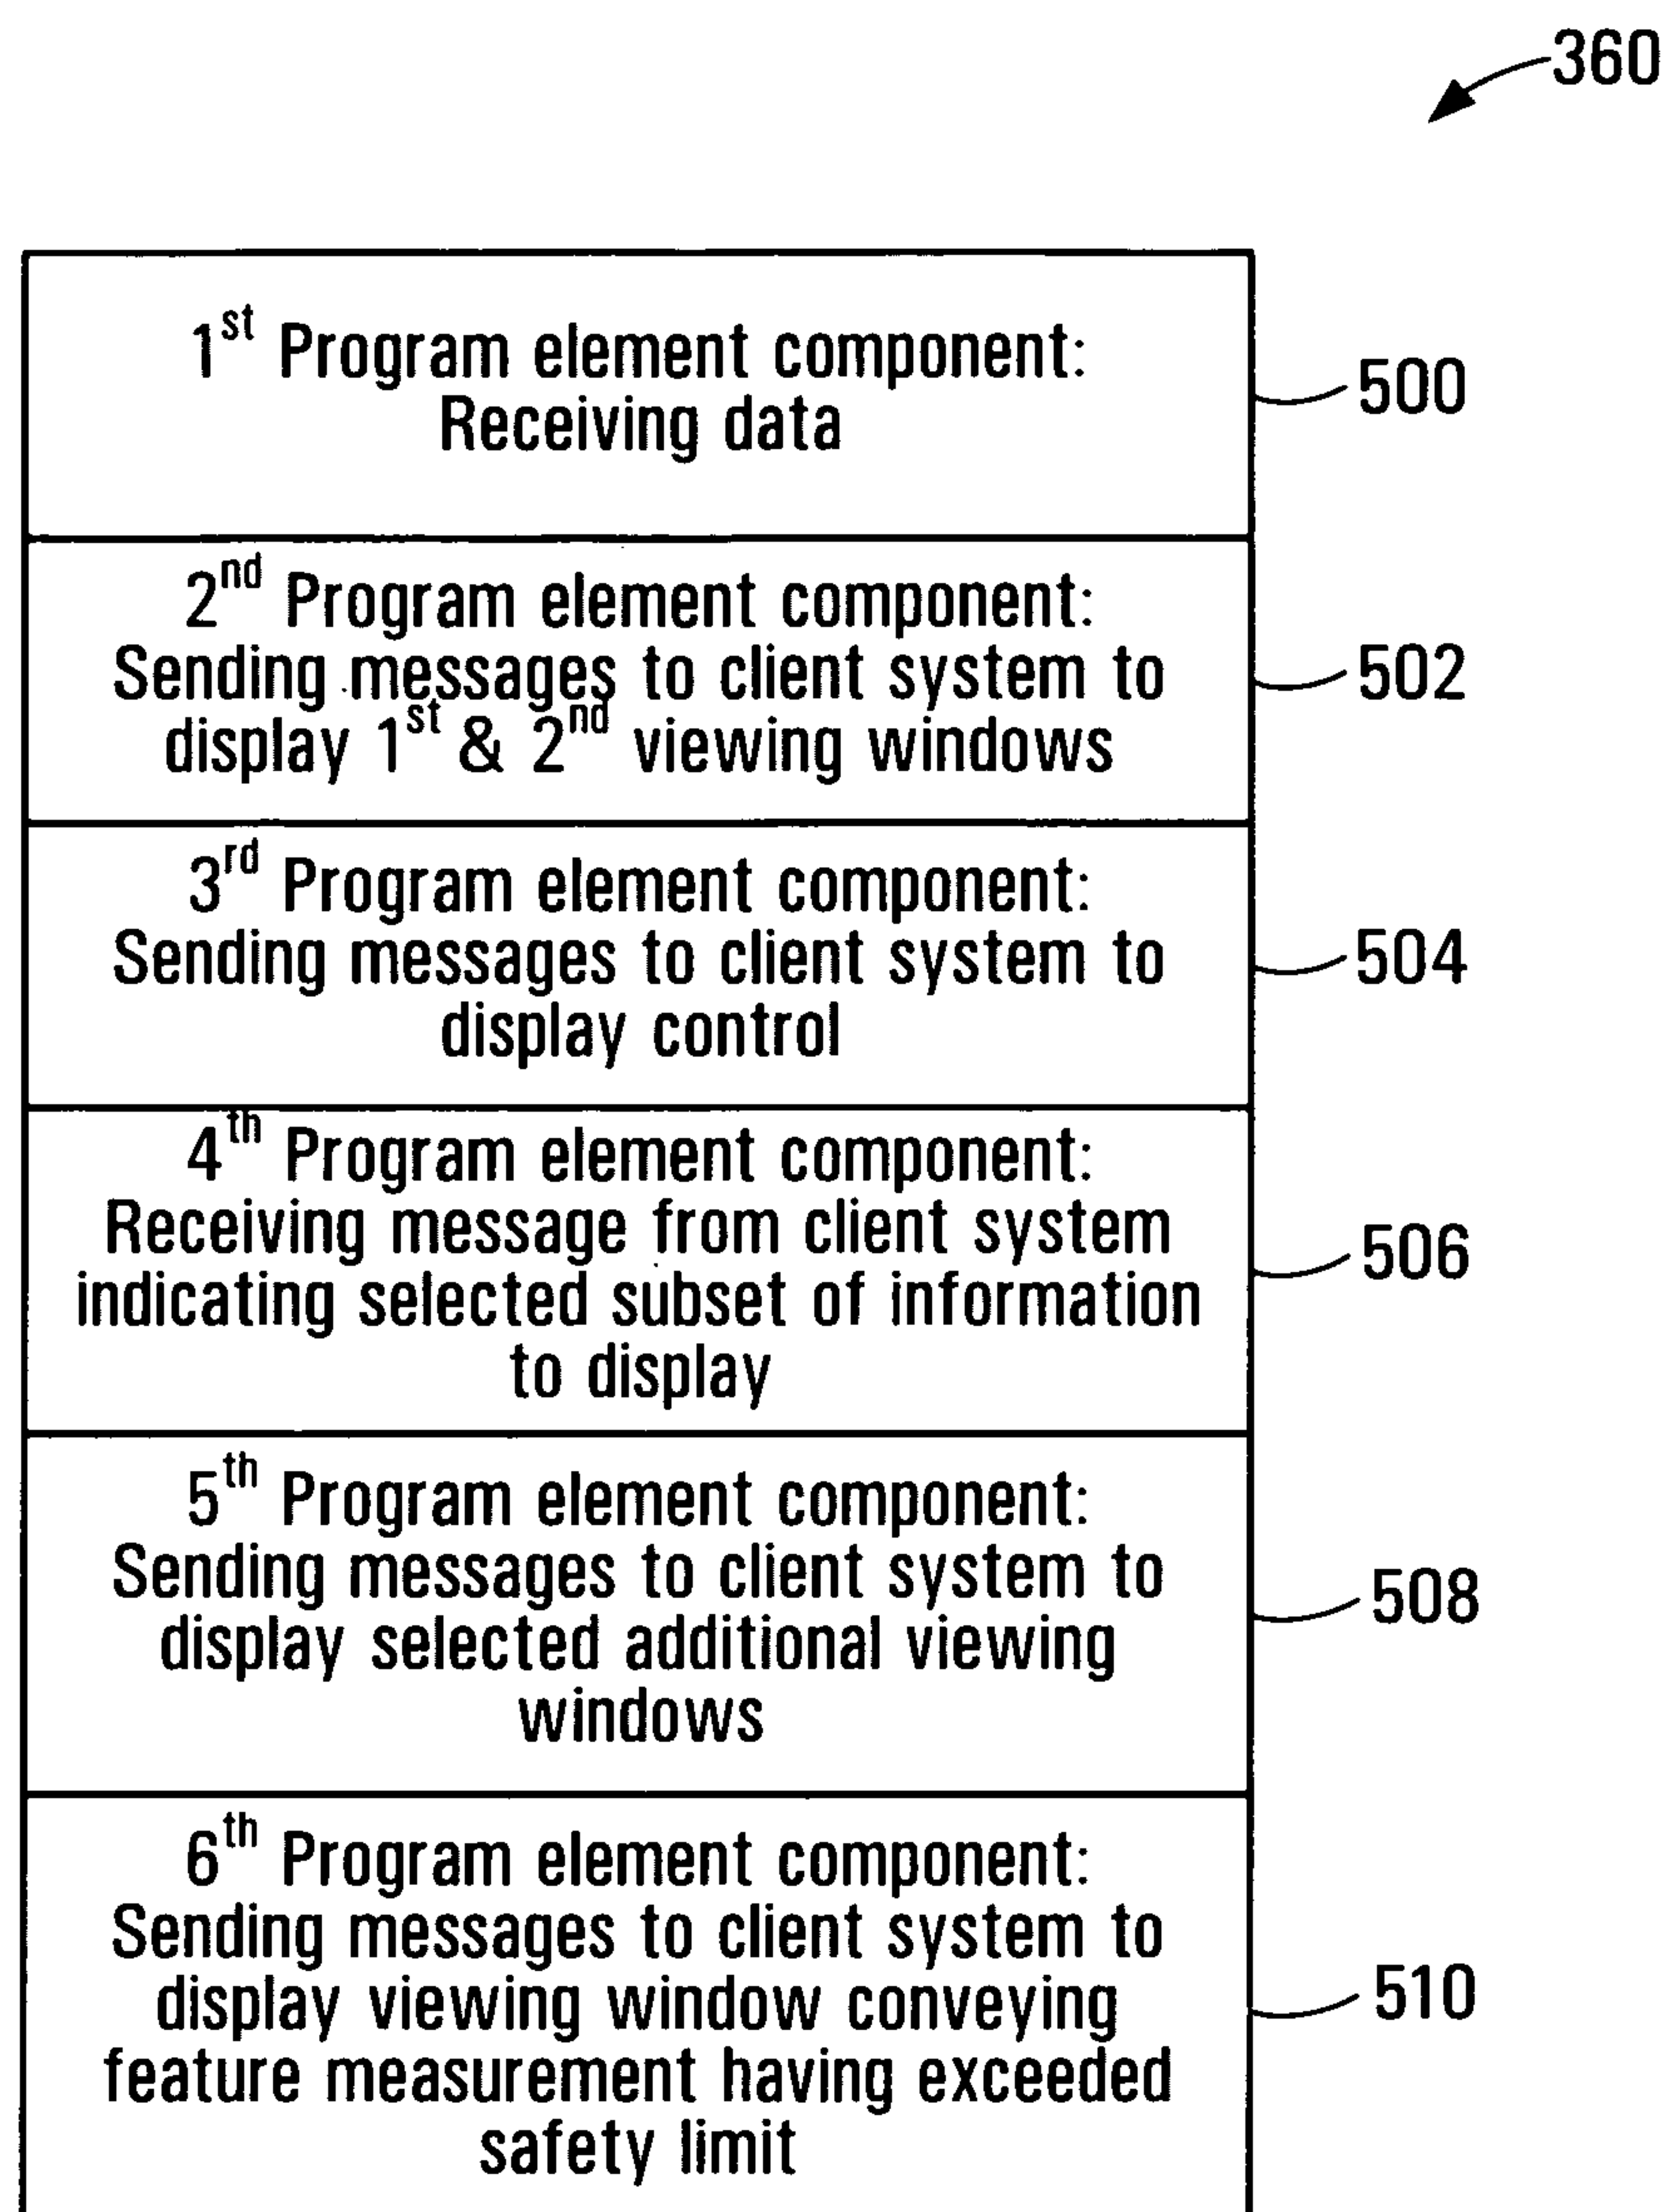 360
1st Program element component:
Receiving data
500
2nd Program element component:
Sending messages to client system to
display 1st & 2nd viewing windows
502
3rd Program element component:
Sending messages to client system to
display control
504
4th Program element component:
Receiving message from client system
indicating selected subset of information
to display
506
5th Program element component:
Sending messages to client system to
display selected additional viewing
windows
508
6th Program element component:
Sending messages to client system to
display viewing window conveying
feature measurement having exceeded
safety limit
510